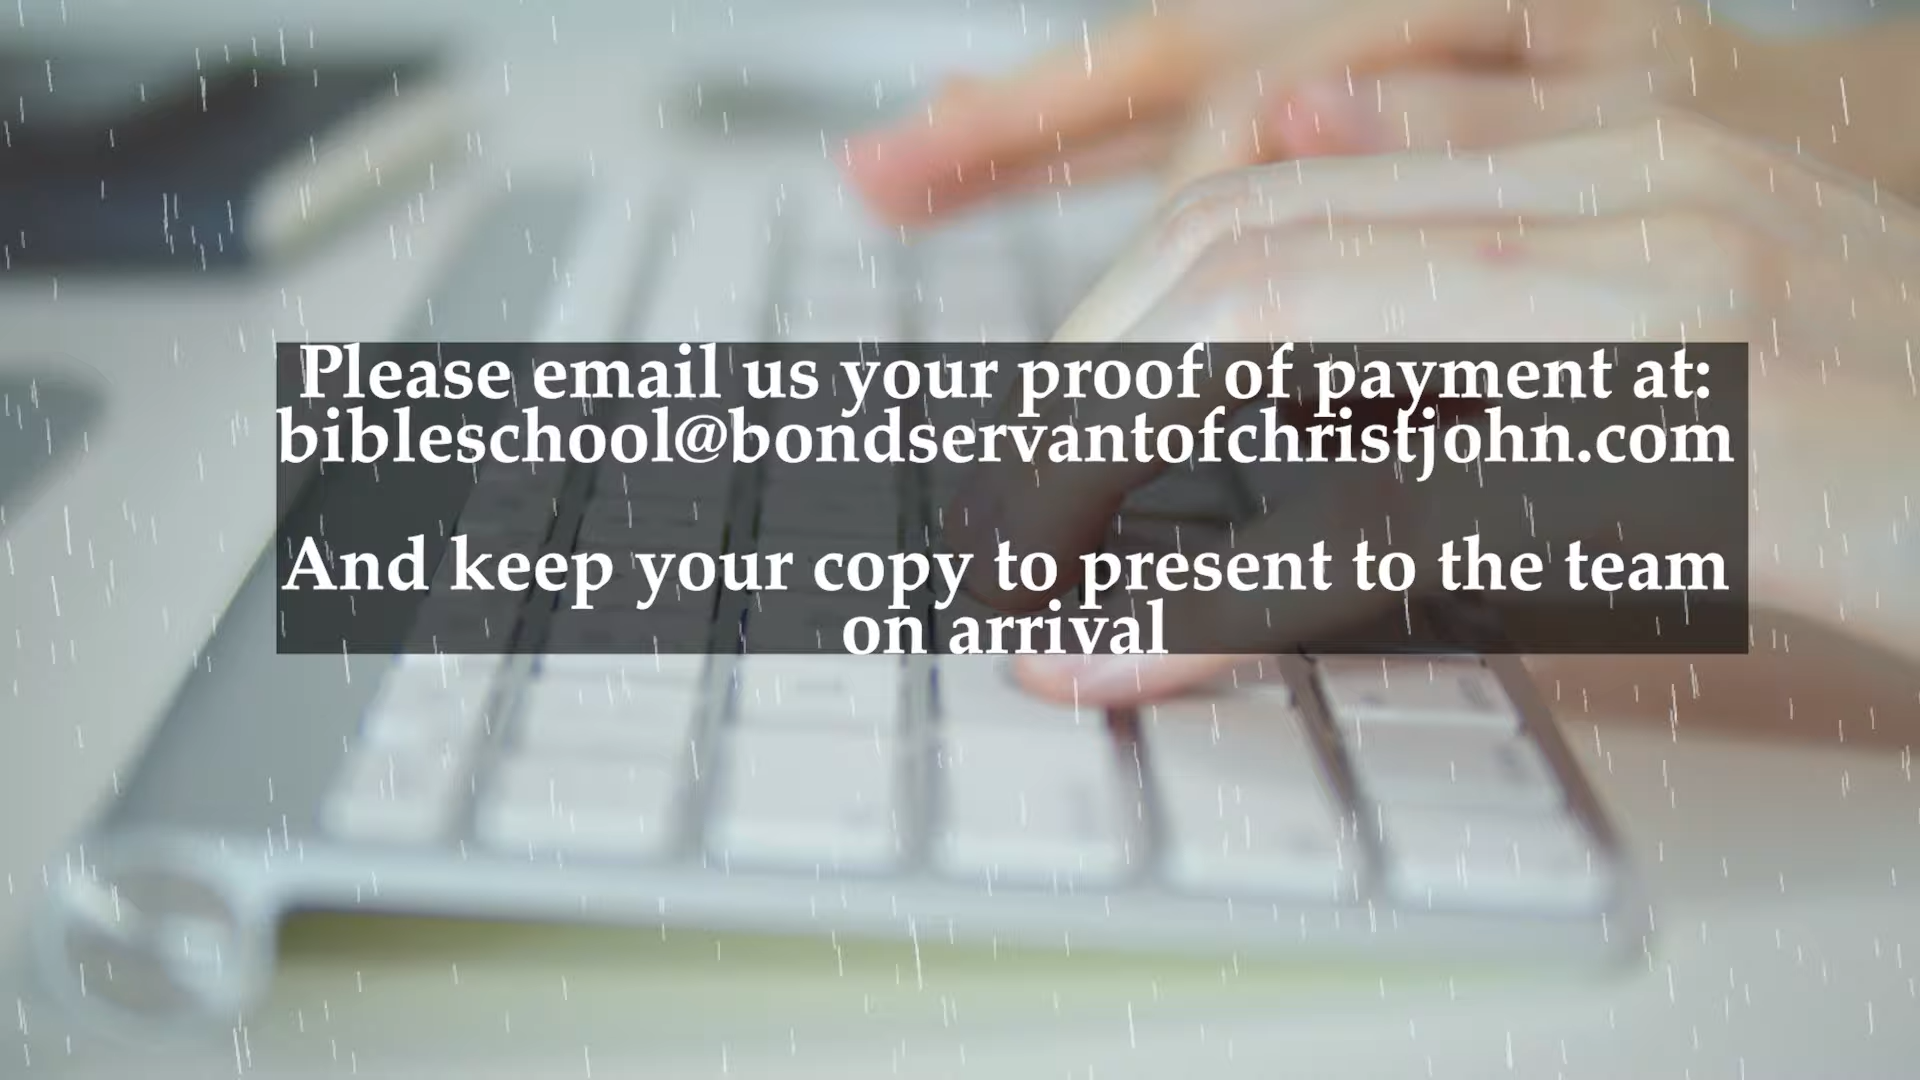 Please email us your proof of payment at:
bibleschool@bondservantofchristjohn.com
And keep your copy to present to the team
on arrival